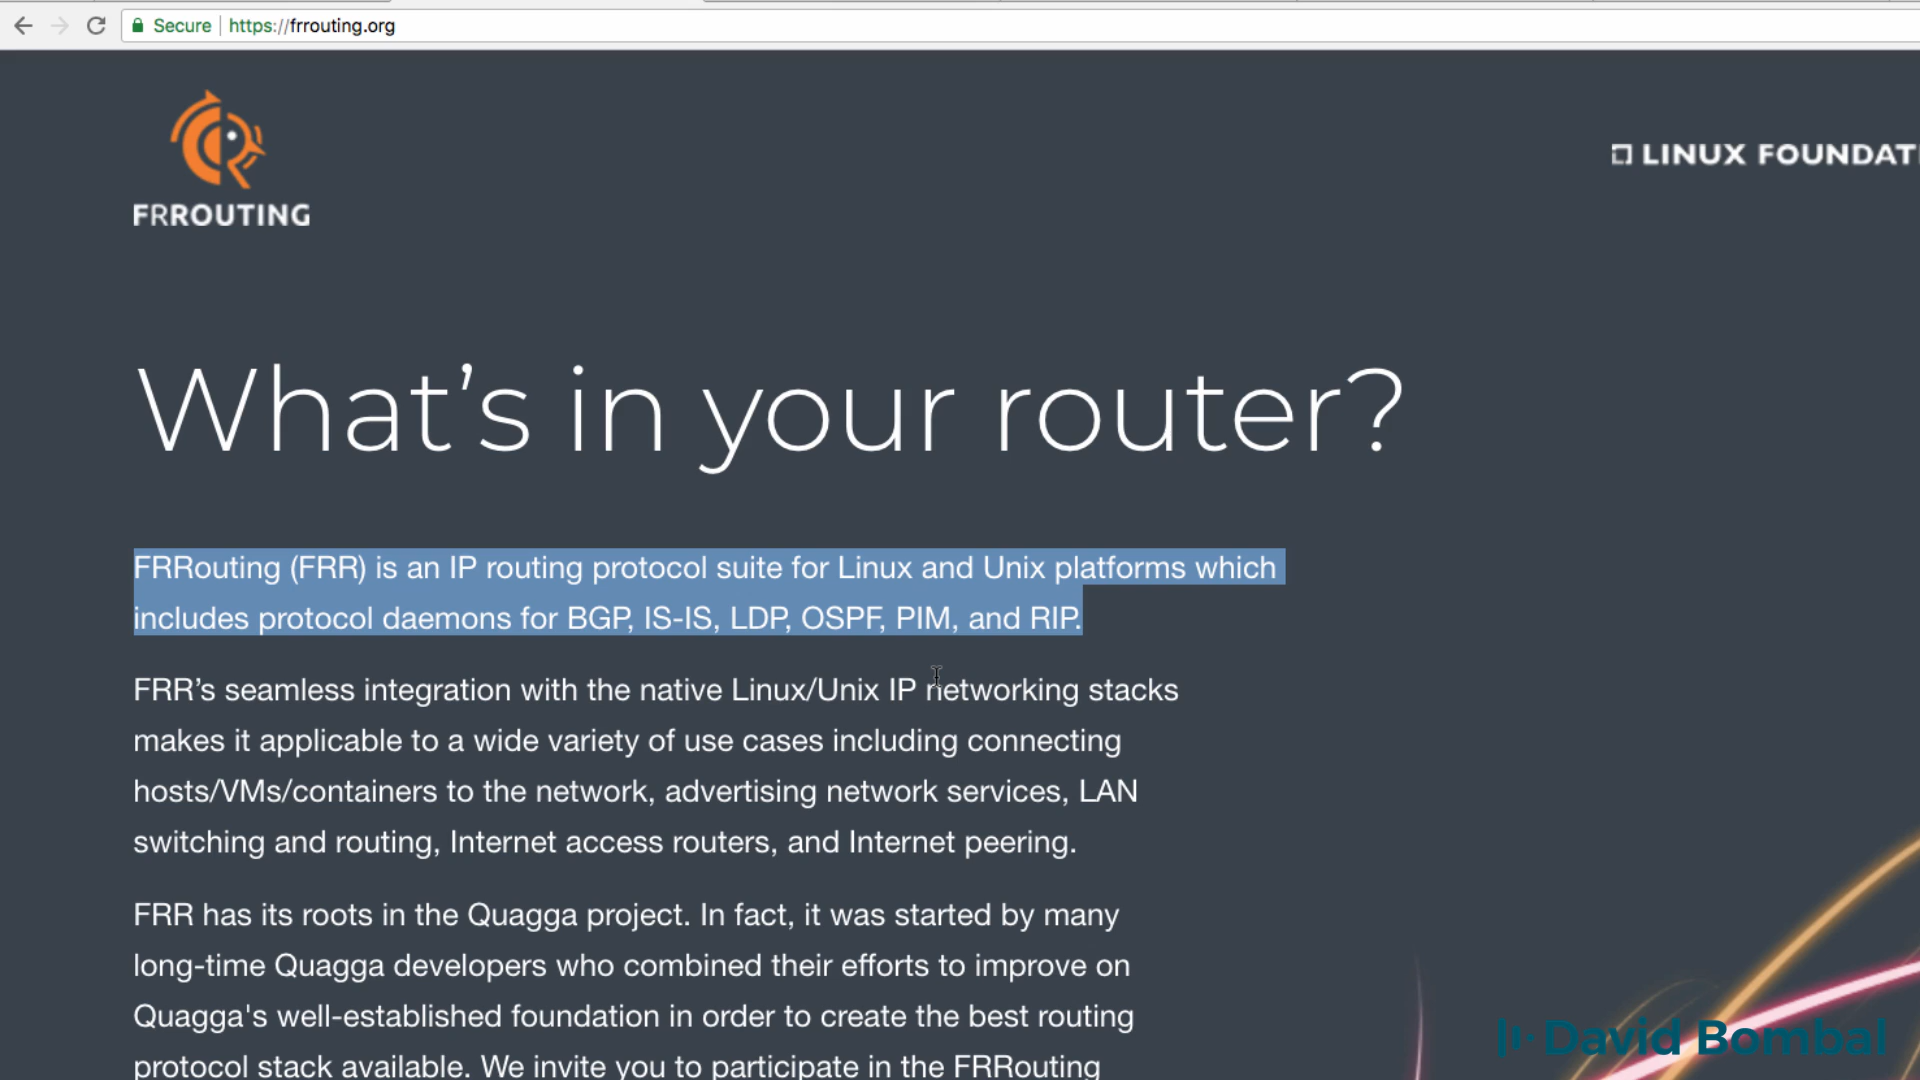 Secure https://frrouting.org
FRROUTING
LINUX FOUNDATI
What's in your router?
FRRouting (FRR) is an IP routing protocol suite for Linux and Unix platforms which
includes protocol daemons for BGP, IS-IS, LDP, OSPF, PIM, and RIP.
FRR's seamless integration with the native Linux/Unix IP networking stacks
makes it applicable to a wide variety of use cases including connecting
hosts/VMs/containers to the network, advertising network services, LAN
switching and routing, Internet access routers, and Internet peering.
FRR has its roots in the Quagga project. In fact, it was started by many
long-time Quagga developers who combined their efforts to improve on
Quagga's well-established foundation in order to create the best routing
protocol stack available. We invite you to participate in the FRRouting
David Bombal